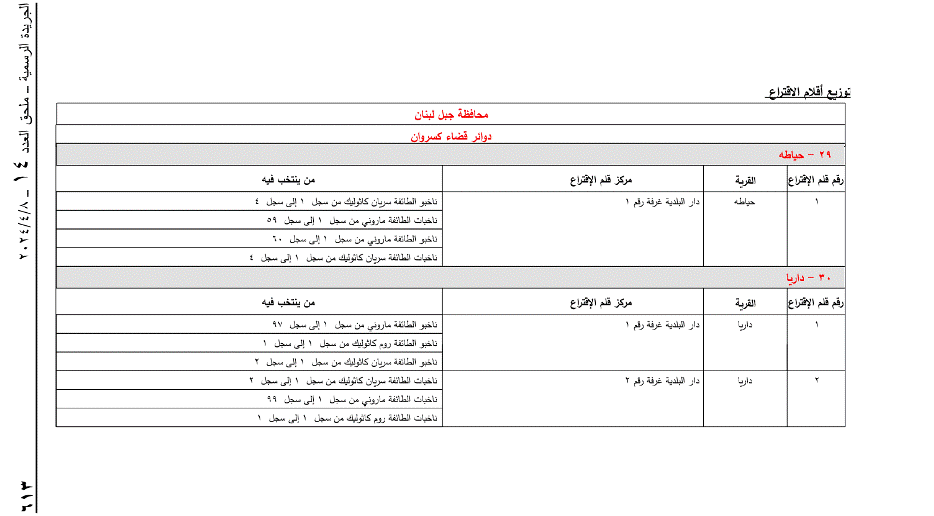 الجريدة الرسمية – ملحق العدد ١٤ – ٢٠٢٤/٤/٨
توزيع أقلام الاقتراع
محافظة جبل لبنان
دوائر قضاء كسروان
٢٩ - حياطه
رقم قلم الإقتراع القرية مركز قلم الإقتراع من ينتخب فيه
١ حياطه دار البلدية غرفة رقم ١ ناخبو الطائفة سريان كاثوليك من سجل ١ إلى سجل ٤
ناخبات الطائفة ماروني من سجل ١ إلى سجل ٥٩
ناخبو الطائفة ماروني من سجل ١ إلى سجل ٦٠
ناخبات الطائفة سريان كاثوليك من سجل ١ إلى سجل ٤
٣٠ - داريا
رقم قلم الإقتراع القرية مركز قلم الإقتراع من ينتخب فيه
١ داريا دار البلدية غرفة رقم ١ ناخبو الطائفة ماروني من سجل ١ إلى سجل ٩٧
ناخبو الطائفة روم كاثوليك من سجل ١ إلى سجل ١
ناخبو الطائفة سريان كاثوليك من سجل ١ إلى سجل ٢
٢ داريا دار البلدية غرفة رقم ٢ ناخبات الطائفة سريان كاثوليك من سجل ١ إلى سجل ٢
ناخبات الطائفة ماروني من سجل ١ إلى سجل ٩٩
ناخبات الطائفة روم كاثوليك من سجل ١ إلى سجل ١
٦١٣